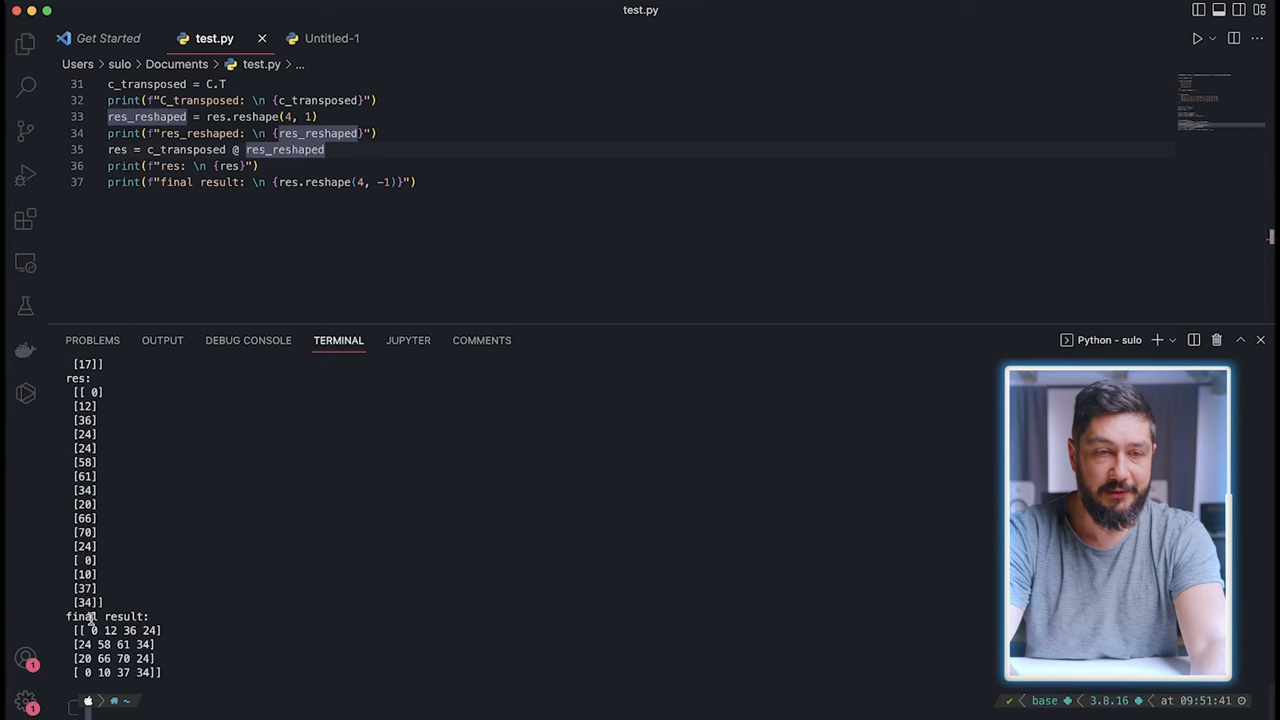 test.py
Get Started
test.py
Untitled-1
Users > sulo > Documents > test.py > ...
31 c_transposed = C.T
32 print(f"C_transposed: \n {c_transposed}")
33 res_reshaped = res.reshape(4, 1)
34 print(f"res_reshaped: \n {res_reshaped}")
35 res = c_transposed @ res_reshaped
36 print(f"res: \n {res}")
37 print(f"final result: \n {res.reshape(4, -1)}")
PROBLEMS OUTPUT DEBUG CONSOLE TERMINAL JUPYTER COMMENTS
Python - sulo
[17]]
res:
[[ 0]
[12]
[36]
[24]
[24]
[58]
[61]
[34]
[20]
[66]
[70]
[24]
[ 0]
[10]
[37]
[34]]
final result:
[[ 0 12 36 24]
[24 58 61 34]
[20 66 70 24]
[ 0 10 37 34]]
1
1
~
base 3.8.16 at 09:51:41